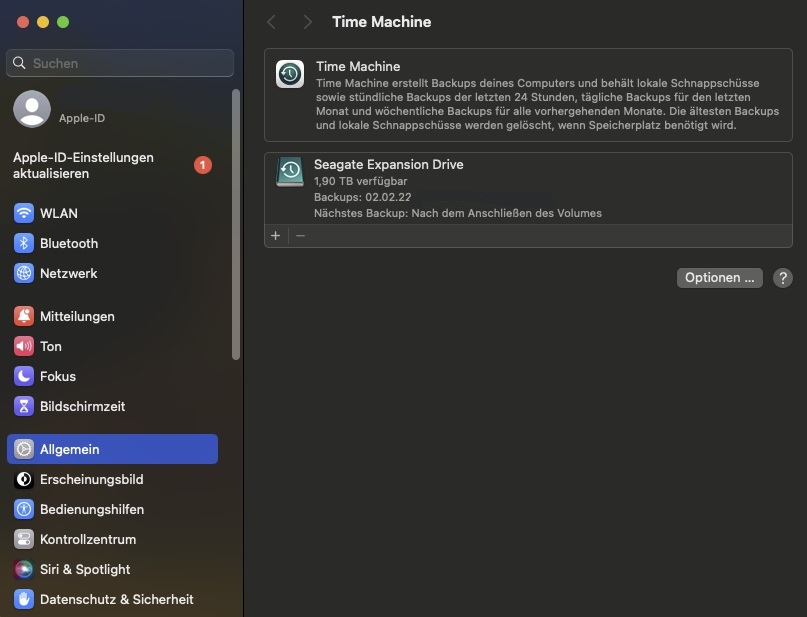 Suchen
Apple-ID
Apple-ID-Einstellungen
aktualisieren
1
WLAN
Bluetooth
Netzwerk
Mitteilungen
Ton
Fokus
Bildschirmzeit
Allgemein
Erscheinungsbild
Bedienungshilfen
Kontrollzentrum
Siri & Spotlight
Datenschutz & Sicherheit
Time Machine
Time Machine
Time Machine erstellt Backups deines Computers und behält lokale Schnappschüsse
sowie stündliche Backups der letzten 24 Stunden, tägliche Backups für den letzten
Monat und wöchentliche Backups für alle vorhergehenden Monate. Die ältesten Backups
und lokale Schnappschüsse werden gelöscht, wenn Speicherplatz benötigt wird.
Seagate Expansion Drive
1,90 TB verfügbar
Backups: 02.02.22
Nächstes Backup: Nach dem Anschließen des Volumes
+ −
Optionen ... ?